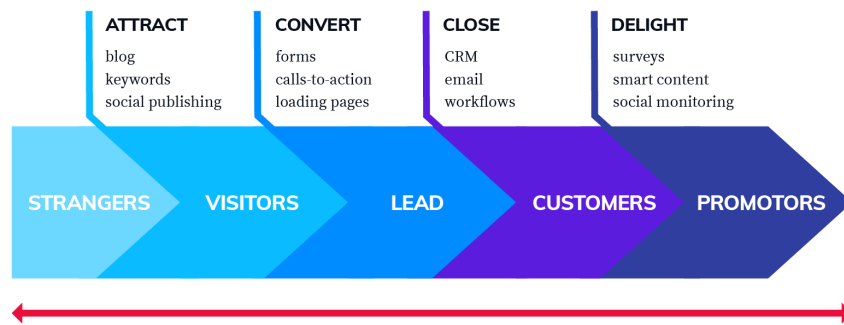 ATTRACT
blog
keywords
social publishing
CONVERT
forms
calls-to-action
loading pages
CLOSE
CRM
email
workflows
DELIGHT
surveys
smart content
social monitoring
STRANGERS
VISITORS
LEAD
CUSTOMERS
PROMOTORS